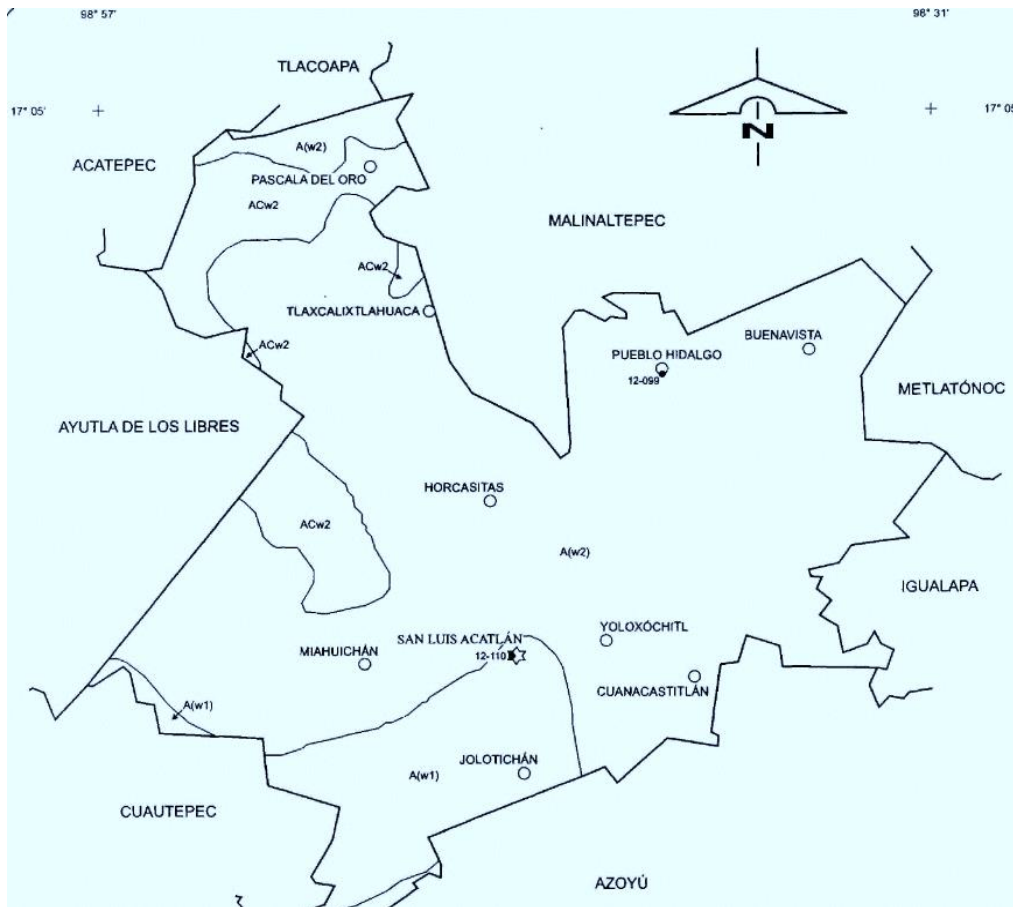 98° 57'
98° 31'
TLACOAPA
17° 05'
17° 05
N
A(w2)
ACATEPEC
PASCALA DEL ORO
ACw2
MALINALTEPEC
ACw2
TLAXCALIXTLAHUACA
BUENAVISTA
ACw2
PUEBLO HIDALGO
12-099
METLATÓNOC
AYUTLA DE LOS LIBRES
HORCASITAS
ACw2
A(w2)
IGUALAPA
YOLOXÓCHITL
SAN LUIS ACATLÁN
MIAHUICHÁN
12-110
CUANACASTITLÁN
A(w1)
JOLOTICHÁN
A(w1)
CUAUTEPEC
AZOYÚ